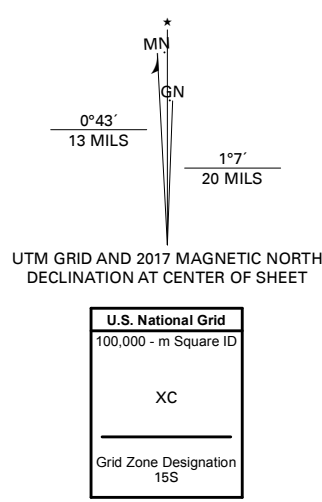 ★
MN
GN
0°43´
13 MILS
1°7´
20 MILS
UTM GRID AND 2017 MAGNETIC NORTH
DECLINATION AT CENTER OF SHEET
U.S. National Grid
100,000 - m Square ID
XC
Grid Zone Designation
15S